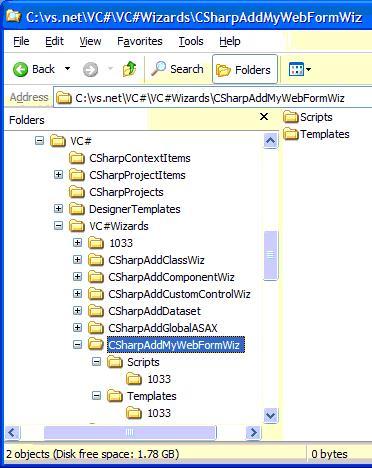 C:\vs.net\VC#\VC#Wizards\CSharpAddMyWebFormWiz
File Edit View Favorites Tools Help
Back Search Folders
Address C:\vs.net\VC#\VC#Wizards\CSharpAddMyWebFormWiz
Folders
Scripts
Templates
VC#
CSharpContextItems
CSharpProjectItems
CSharpProjects
DesignerTemplates
VC#Wizards
1033
CSharpAddClassWiz
CSharpAddComponentWiz
CSharpAddCustomControlWiz
CSharpAddDataset
CSharpAddGlobalASAX
CSharpAddMyWebFormWiz
Scripts
1033
Templates
1033
2 objects (Disk free space: 1.78 GB) 0 bytes